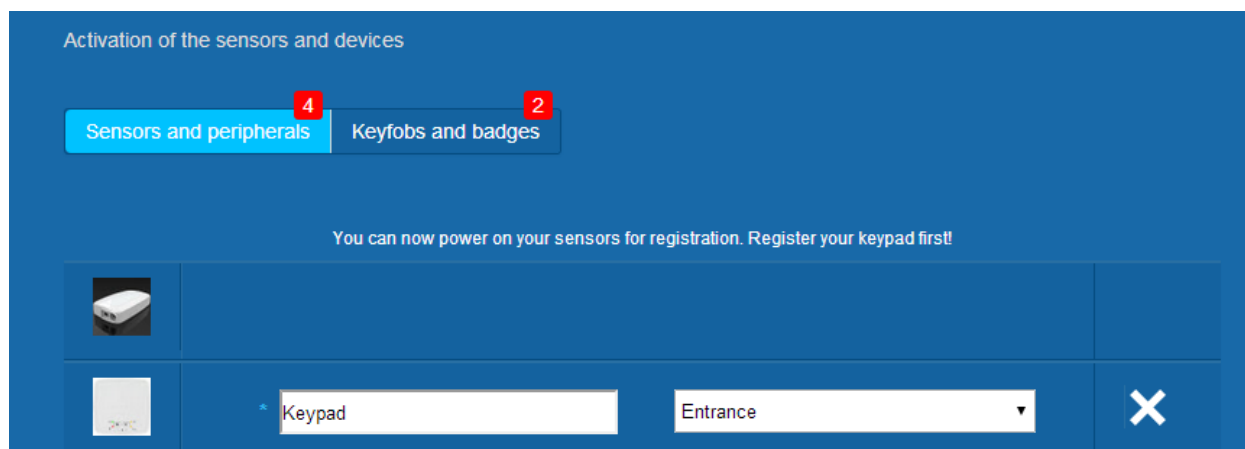 Activation of the sensors and devices
4
2
Sensors and peripherals
Keyfobs and badges
You can now power on your sensors for registration. Register your keypad first!
* Keypad
Entrance